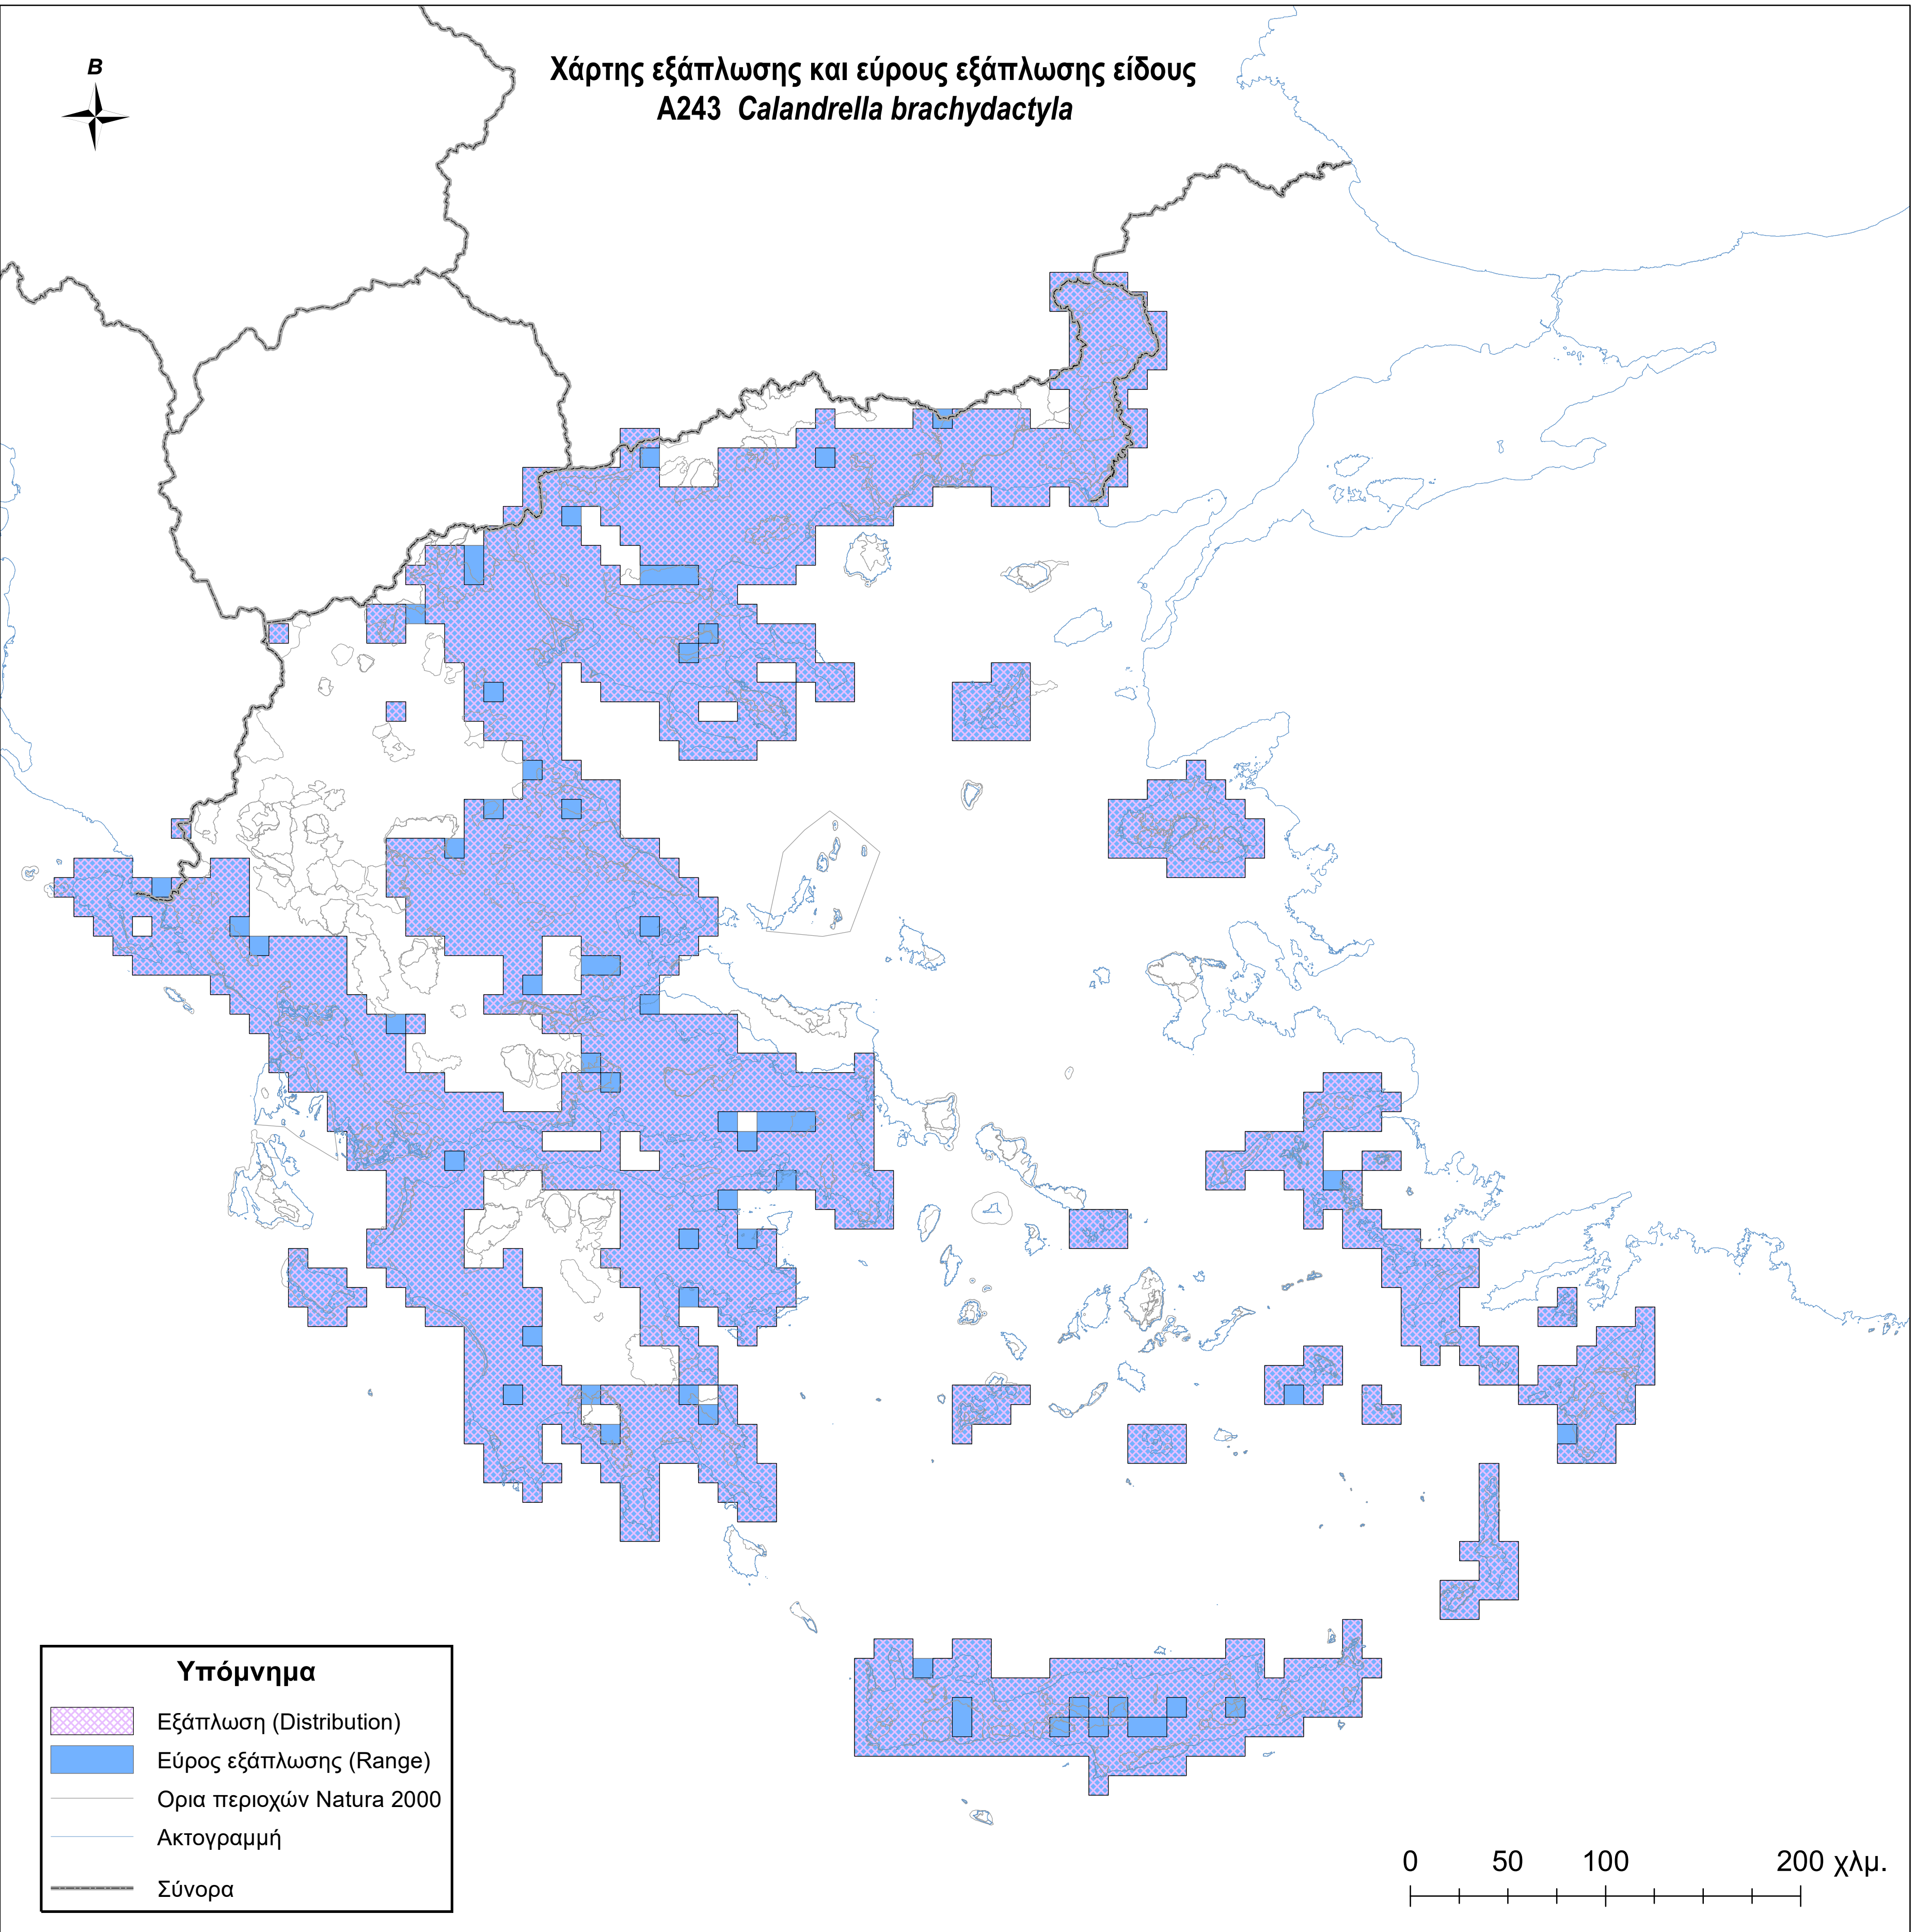 Χάρτης εξάπλωσης και εύρους εξάπλωσης είδους
A243 Calandrella brachydactyla
B
Υπόμνημα
Εξάπλωση (Distribution)
Εύρος εξάπλωσης (Range)
Ορια περιοχών Natura 2000
Ακτογραμμή
Σύνορα
0 50 100 200 χλμ.